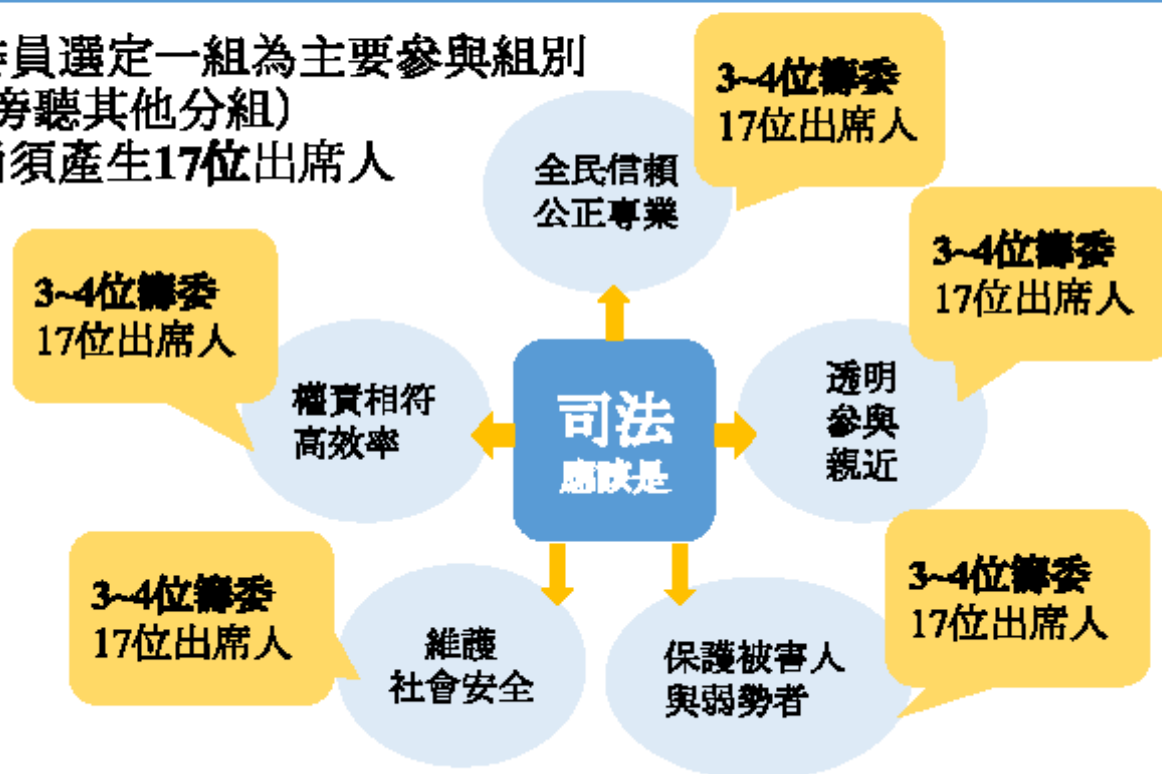 員選定一組為主要參與組別
旁聽其他分組)
須產生17位出席人
3~4位籌委
17位出席人
全民信賴
公正專業
3~4位籌委
17位出席人
3~4位籌委
17位出席人
權責相符
高效率
司法
應該是
透明
參與
親近
3~4位籌委
17位出席人
維護
社會安全
保護被害人
與弱勢者
3~4位籌委
17位出席人